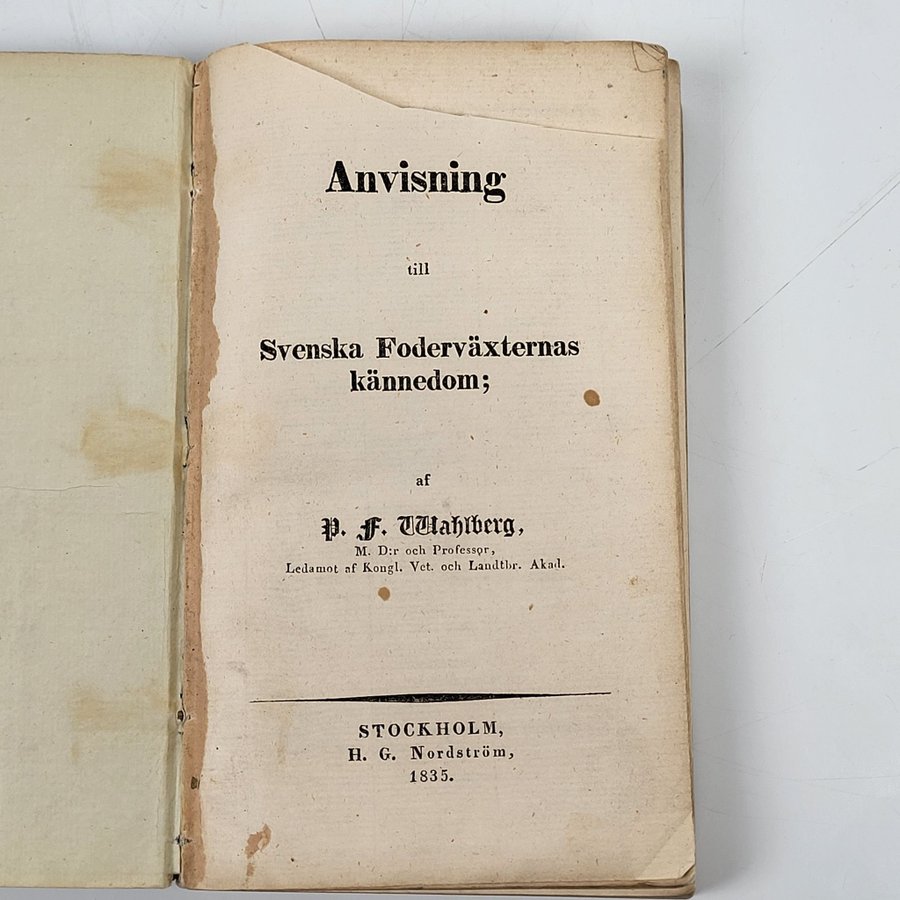 Anvisning
till
Svenska Foderväxternas
kännedom;
af
P. F. Wahlberg,
M. D:r och Professor,
Ledamot af Kongl. Vet. och Landtbr. Akad.
STOCKHOLM,
H. G. Nordström,
1835.